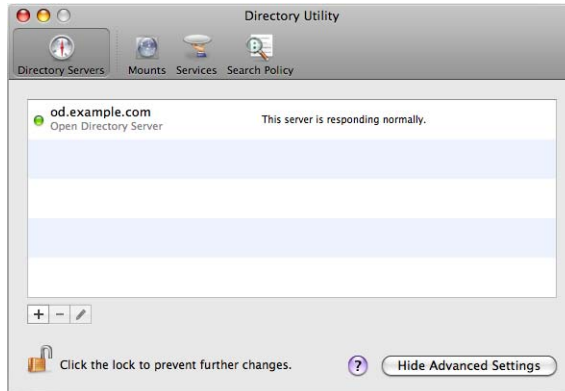 Directory Utility
Directory Servers Mounts Services Search Policy
od.example.com This server is responding normally.
Open Directory Server
+ -
Click the lock to prevent further changes. ? Hide Advanced Settings